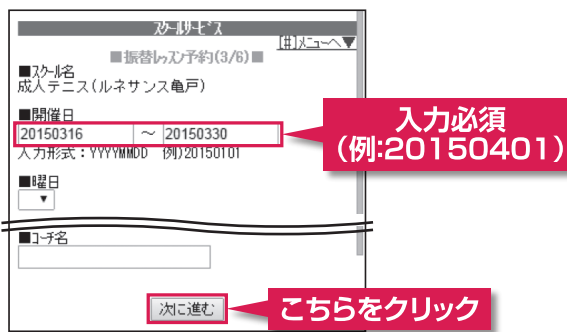 スクールサービス
[#]メニューへ▼
■振替レッスン予約(3/6)■
■スクール名
成人テニス(ルネサンス亀戸)
■開催日
20150316 ～ 20150330
入力形式：YYYYMMDD 例)20150101
入力必須
(例:20150401)
■曜日
▼
■コーチ名
次に進む
こちらをクリック